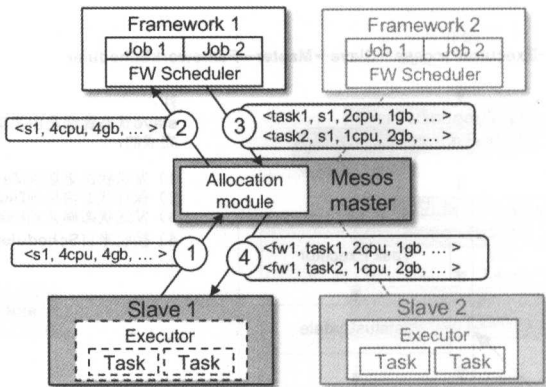 Framework 1
Job 1 Job 2
FW Scheduler
Framework 2
Job 1 Job 2
FW Scheduler
<s1, 4cpu, 4gb, ... >
2
3
<task1, s1, 2cpu, 1gb, ... >
<task2, s1, 1cpu, 2gb, ... >
Allocation
module
Mesos
master
<s1, 4cpu, 4gb, ... >
1
4
<fw1, task1, 2cpu, 1gb, ... >
<fw1, task2, 1cpu, 2gb, ... >
Slave 1
Executor
Task Task
Slave 2
Executor
Task Task